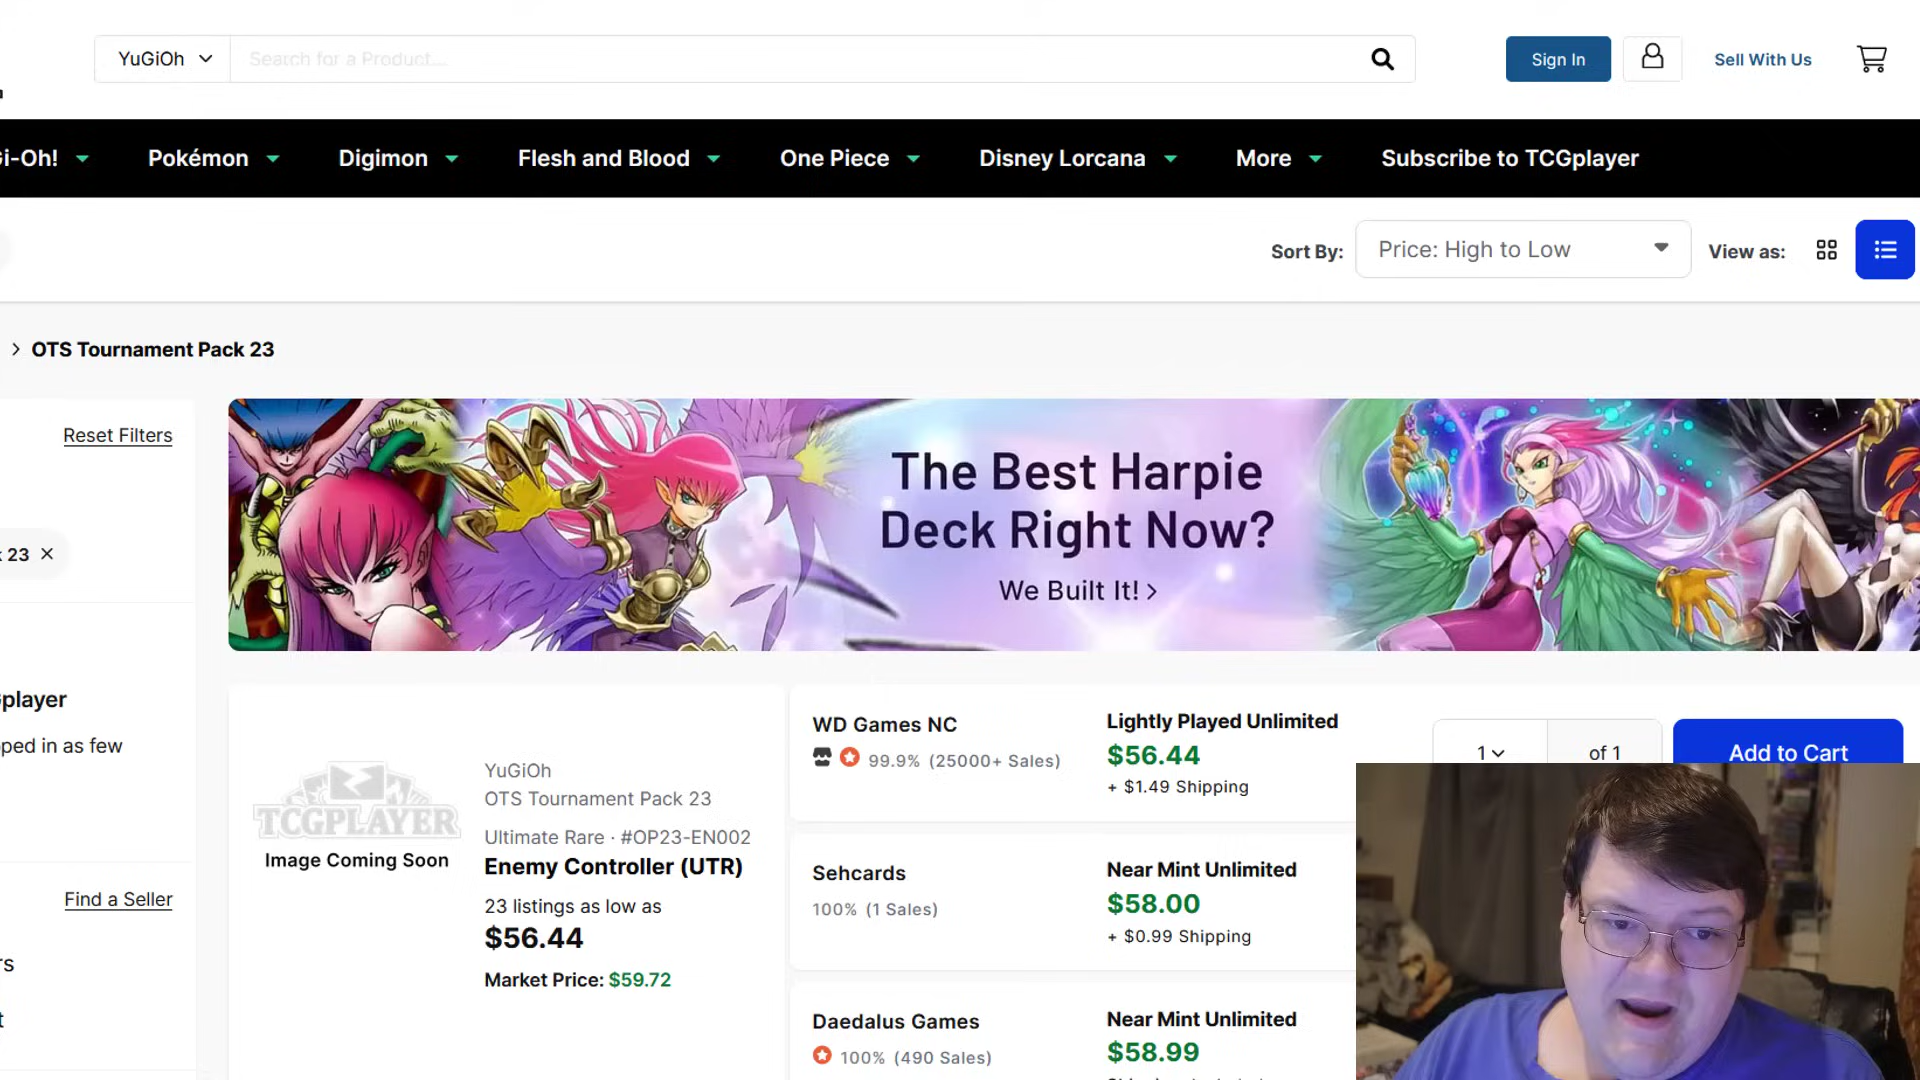 YuGiOh
Search for a Product...
Sign In
Sell With Us
i-Oh!
Pokémon
Digimon
Flesh and Blood
One Piece
Disney Lorcana
More
Subscribe to TCGplayer
Sort By:
Price: High to Low
View as:
> OTS Tournament Pack 23
Reset Filters
23 ×
The Best Harpie
Deck Right Now?
We Built It! >
player
ped in as few
Find a Seller
TCGPLAYER
Image Coming Soon
YuGiOh
OTS Tournament Pack 23
Ultimate Rare · #OP23-EN002
Enemy Controller (UTR)
23 listings as low as
$56.44
Market Price: $59.72
WD Games NC
99.9% (25000+ Sales)
Lightly Played Unlimited
$56.44
+ $1.49 Shipping
1
of 1
Add to Cart
Sehcards
100% (1 Sales)
Near Mint Unlimited
$58.00
+ $0.99 Shipping
Daedalus Games
100% (490 Sales)
Near Mint Unlimited
$58.99